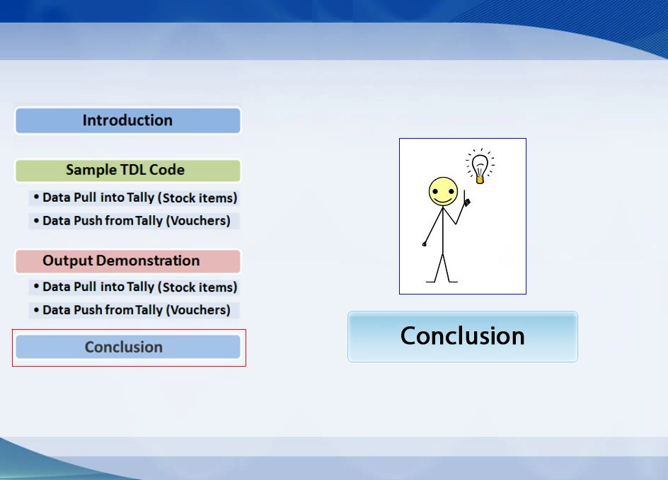 Introduction
Sample TDL Code
• Data Pull into Tally (Stock items)
• Data Push from Tally (Vouchers)
Output Demonstration
• Data Pull into Tally (Stock items)
• Data Push from Tally (Vouchers)
Conclusion
Conclusion